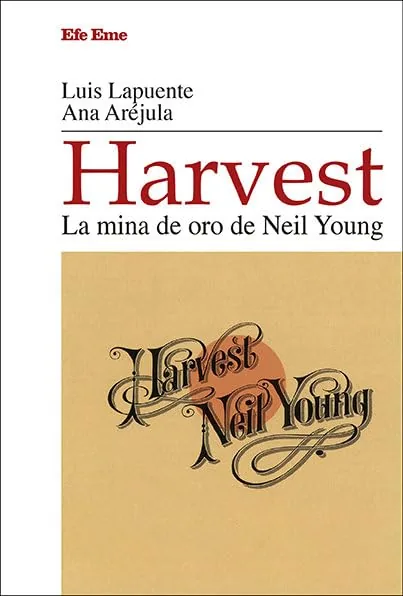 Efe Eme
Luis Lapuente
Ana Aréjula
Harvest
La mina de oro de Neil Young
Harvest
Neil Young